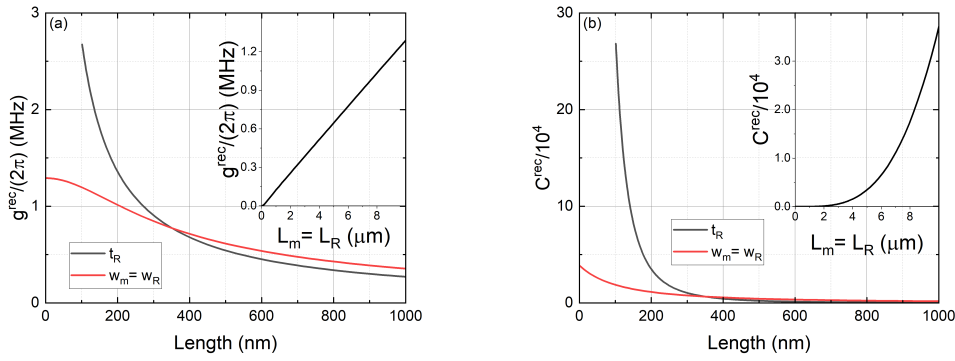 (a)
g^rec/(2π) (MHz)
3
2
1
0
0 200 400 600 800 1000
Length (nm)
t_R
w_m= w_R
g^rec/(2π) (MHz)
1.2
0.9
0.6
0.3
0.0
0 2 4 6 8
L_m= L_R (μm)
(b)
C^rec/10^4
30
20
10
0
0 200 400 600 800 1000
Length (nm)
t_R
w_m= w_R
C^rec/10^4
3.0
2.0
1.0
0.0
0 2 4 6 8
L_m= L_R (μm)